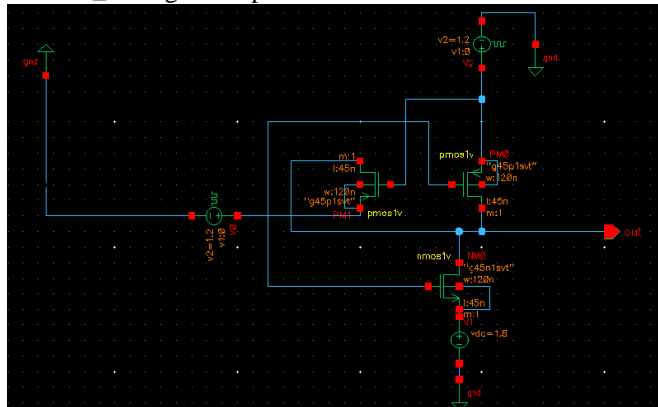 v2=1.2
v1:0
V2
gnd
gnd
pmos1v
PM0
"g45p1svt"
w:120n
l:45n
m:1
m:1
l:45n
w:120n
"g45p1svt"
PM1
pmos1v
V0
v1:0
v2=1.2
out
nmos1v
NM0
"g45n1svt"
w:120n
l:45n
m:1
V1
vdc=1.8
gnd